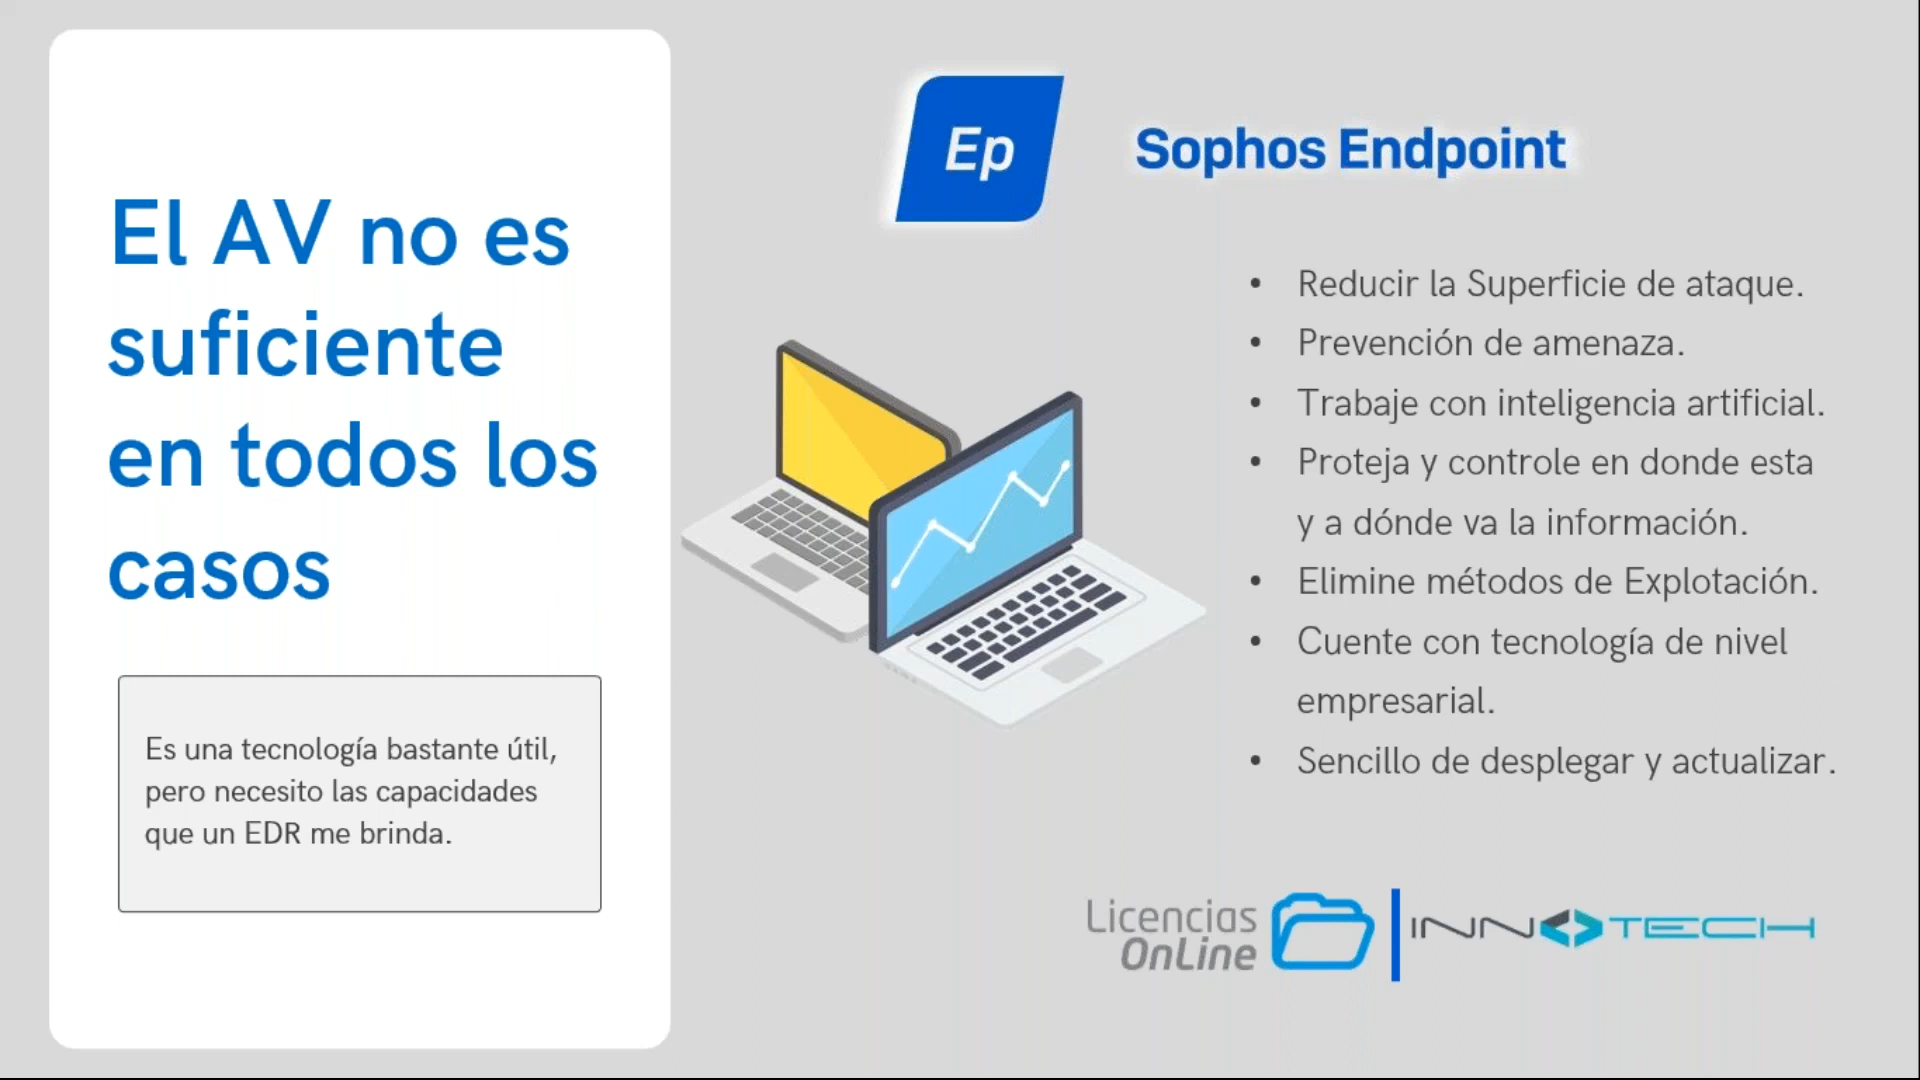 El AV no es
suficiente
en todos los
casos
Es una tecnología bastante útil,
pero necesito las capacidades
que un EDR me brinda.
Ep
Sophos Endpoint
• Reducir la Superficie de ataque.
• Prevención de amenaza.
• Trabaje con inteligencia artificial.
• Proteja y controle en donde esta
y a dónde va la información.
• Elimine métodos de Explotación.
• Cuente con tecnología de nivel
empresarial.
• Sencillo de desplegar y actualizar.
Licencias
OnLine
INNOTECH